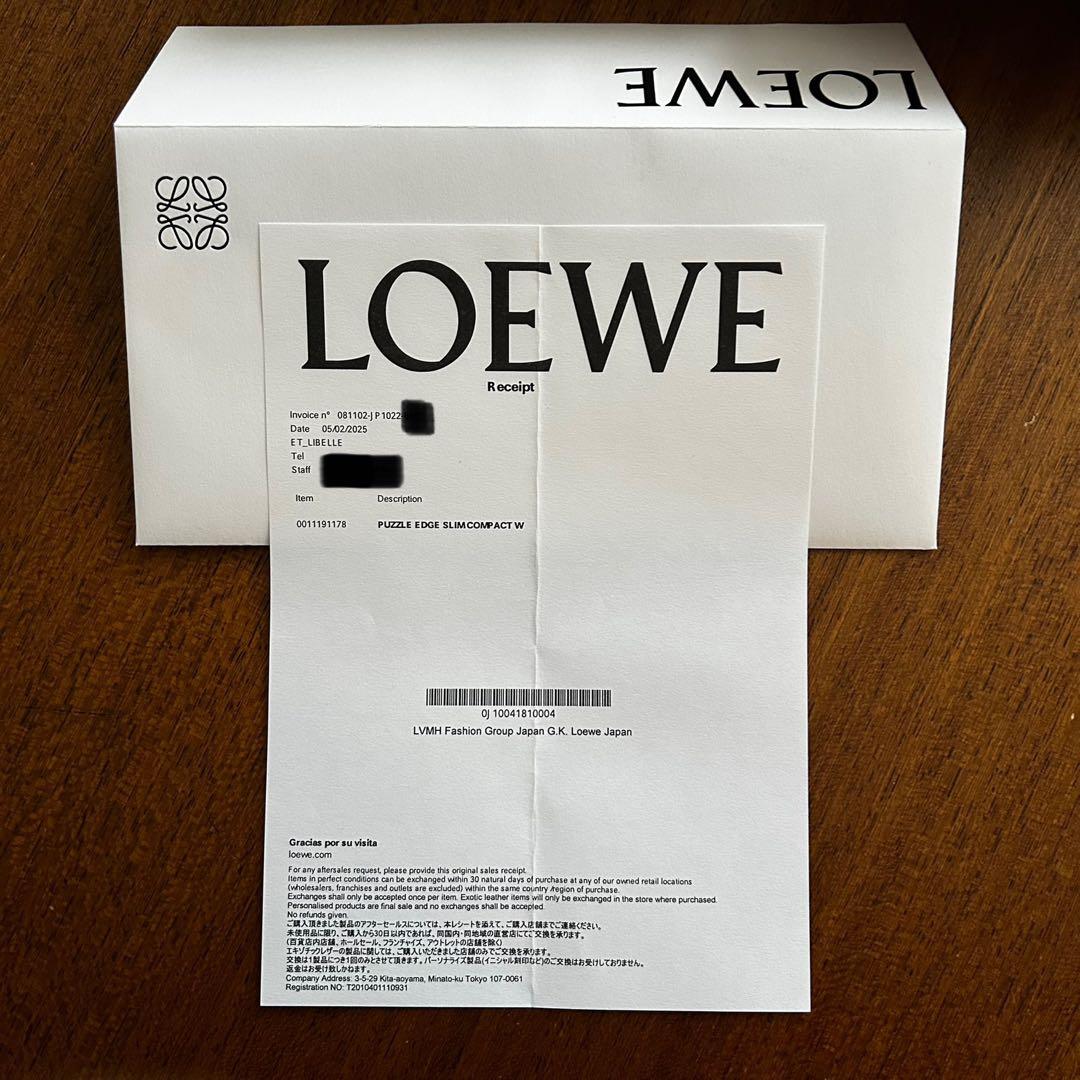 LOEWE
LOEWE
Receipt
Invoice n° 081102-JP1022
Date 05/02/2025
ET_LIBELLE
Tel
Staff
Item Description
0011191178 PUZZLE EDGE SLIM COMPACT W
0J10041810004
LVMH Fashion Group Japan G.K. Loewe Japan
Gracias por su visita
loewe.com
For any aftersales request, please provide this original sales receipt.
Items in perfect conditions can be exchanged within 30 natural days of purchase at any of our owned retail locations
(wholesalers, franchises and outlets are excluded) within the same country /region of purchase.
Exchanges shall only be accepted once per item. Exotic leather items will only be exchanged in the store where purchased.
Personalised products are final sale and no exchanges shall be accepted.
No refunds given.
ご購入頂きました製品のアフターセールスについては、本レシートを添えて、ご購入店舗までご連絡ください。
未使用品に限り、ご購入から30日以内であれば、同国内・同地域の直営店にてご交換を承ります。
(百貨店内店舗、ホールセール、フランチャイズ、アウトレットの店舗を除く)
エキゾチックレザーの製品に関しては、ご購入いただきました店舗のみでご交換を承ります。
交換は1製品につき1回のみとさせて頂きます。パーソナライズ製品(イニシャル刻印など)のご交換はお受けしておりません。
返金はお受け致しかねます。
Company Address: 3-5-29 Kita-aoyama, Minato-ku Tokyo 107-0061
Registration NO: T2010401110931